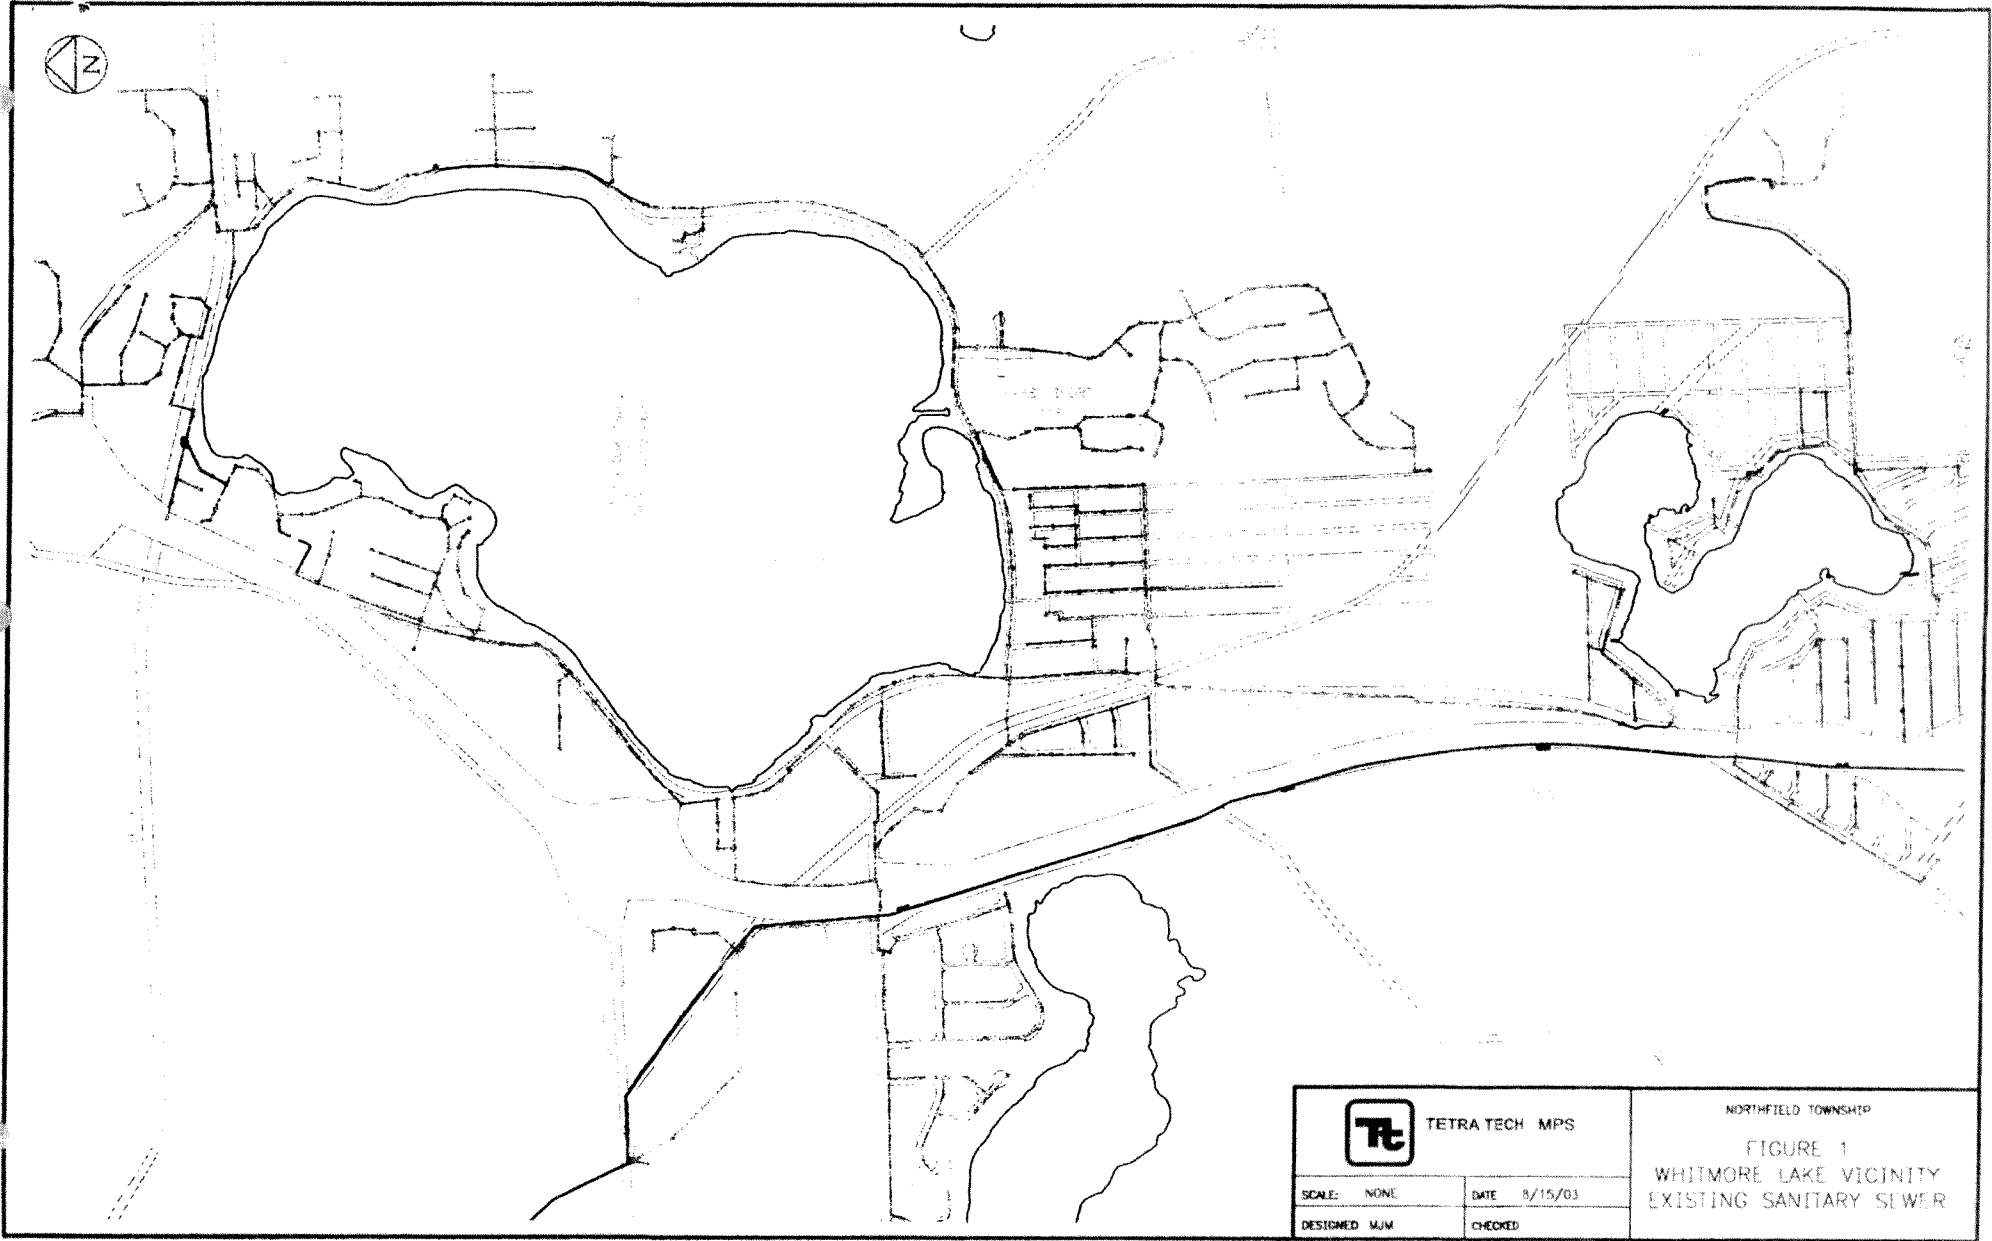 N
Tt
TETRA TECH MPS
SCALE: NONE
DATE 8/15/03
DESIGNED MJM
CHECKED
NORTHFIELD TOWNSHIP
FIGURE 1
WHITMORE LAKE VICINITY
EXISTING SANITARY SEWER